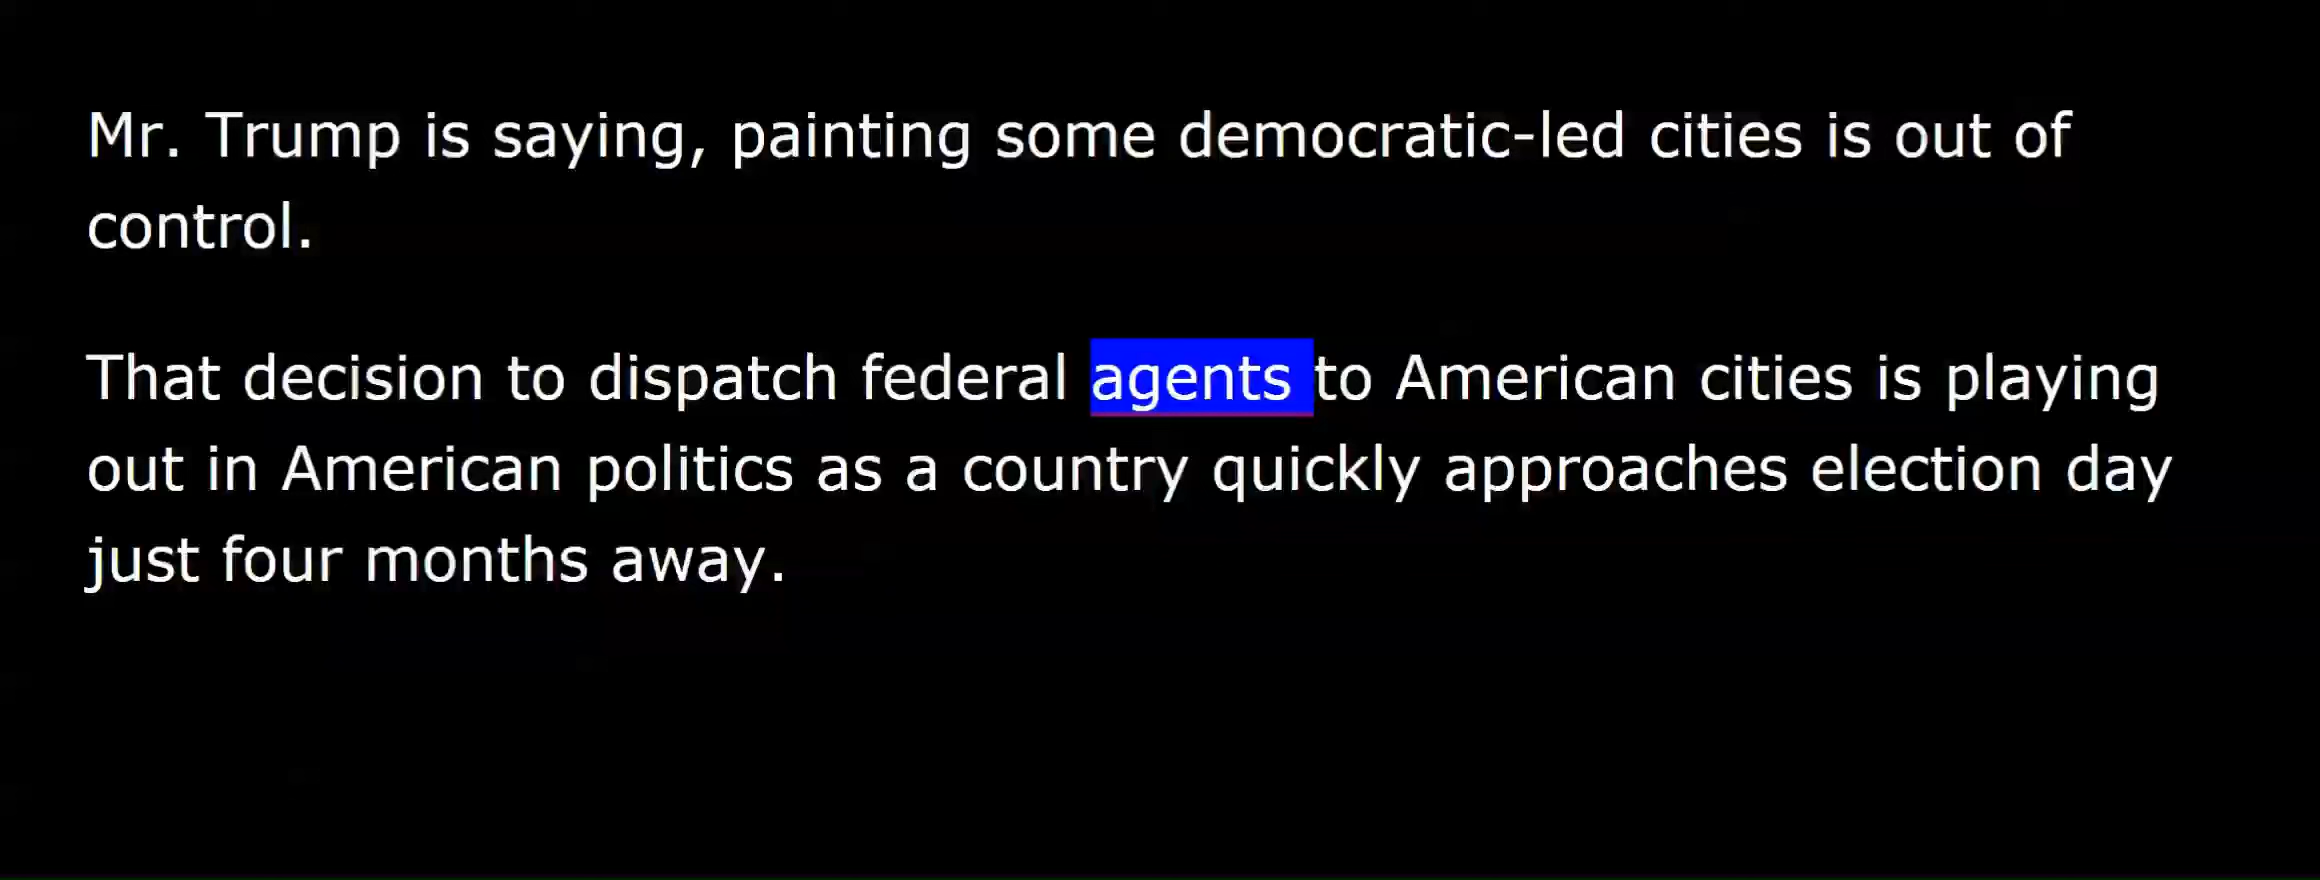 Mr. Trump is saying, painting some democratic-led cities is out of
control.
That decision to dispatch federal agents to American cities is playing
out in American politics as a country quickly approaches election day
just four months away.